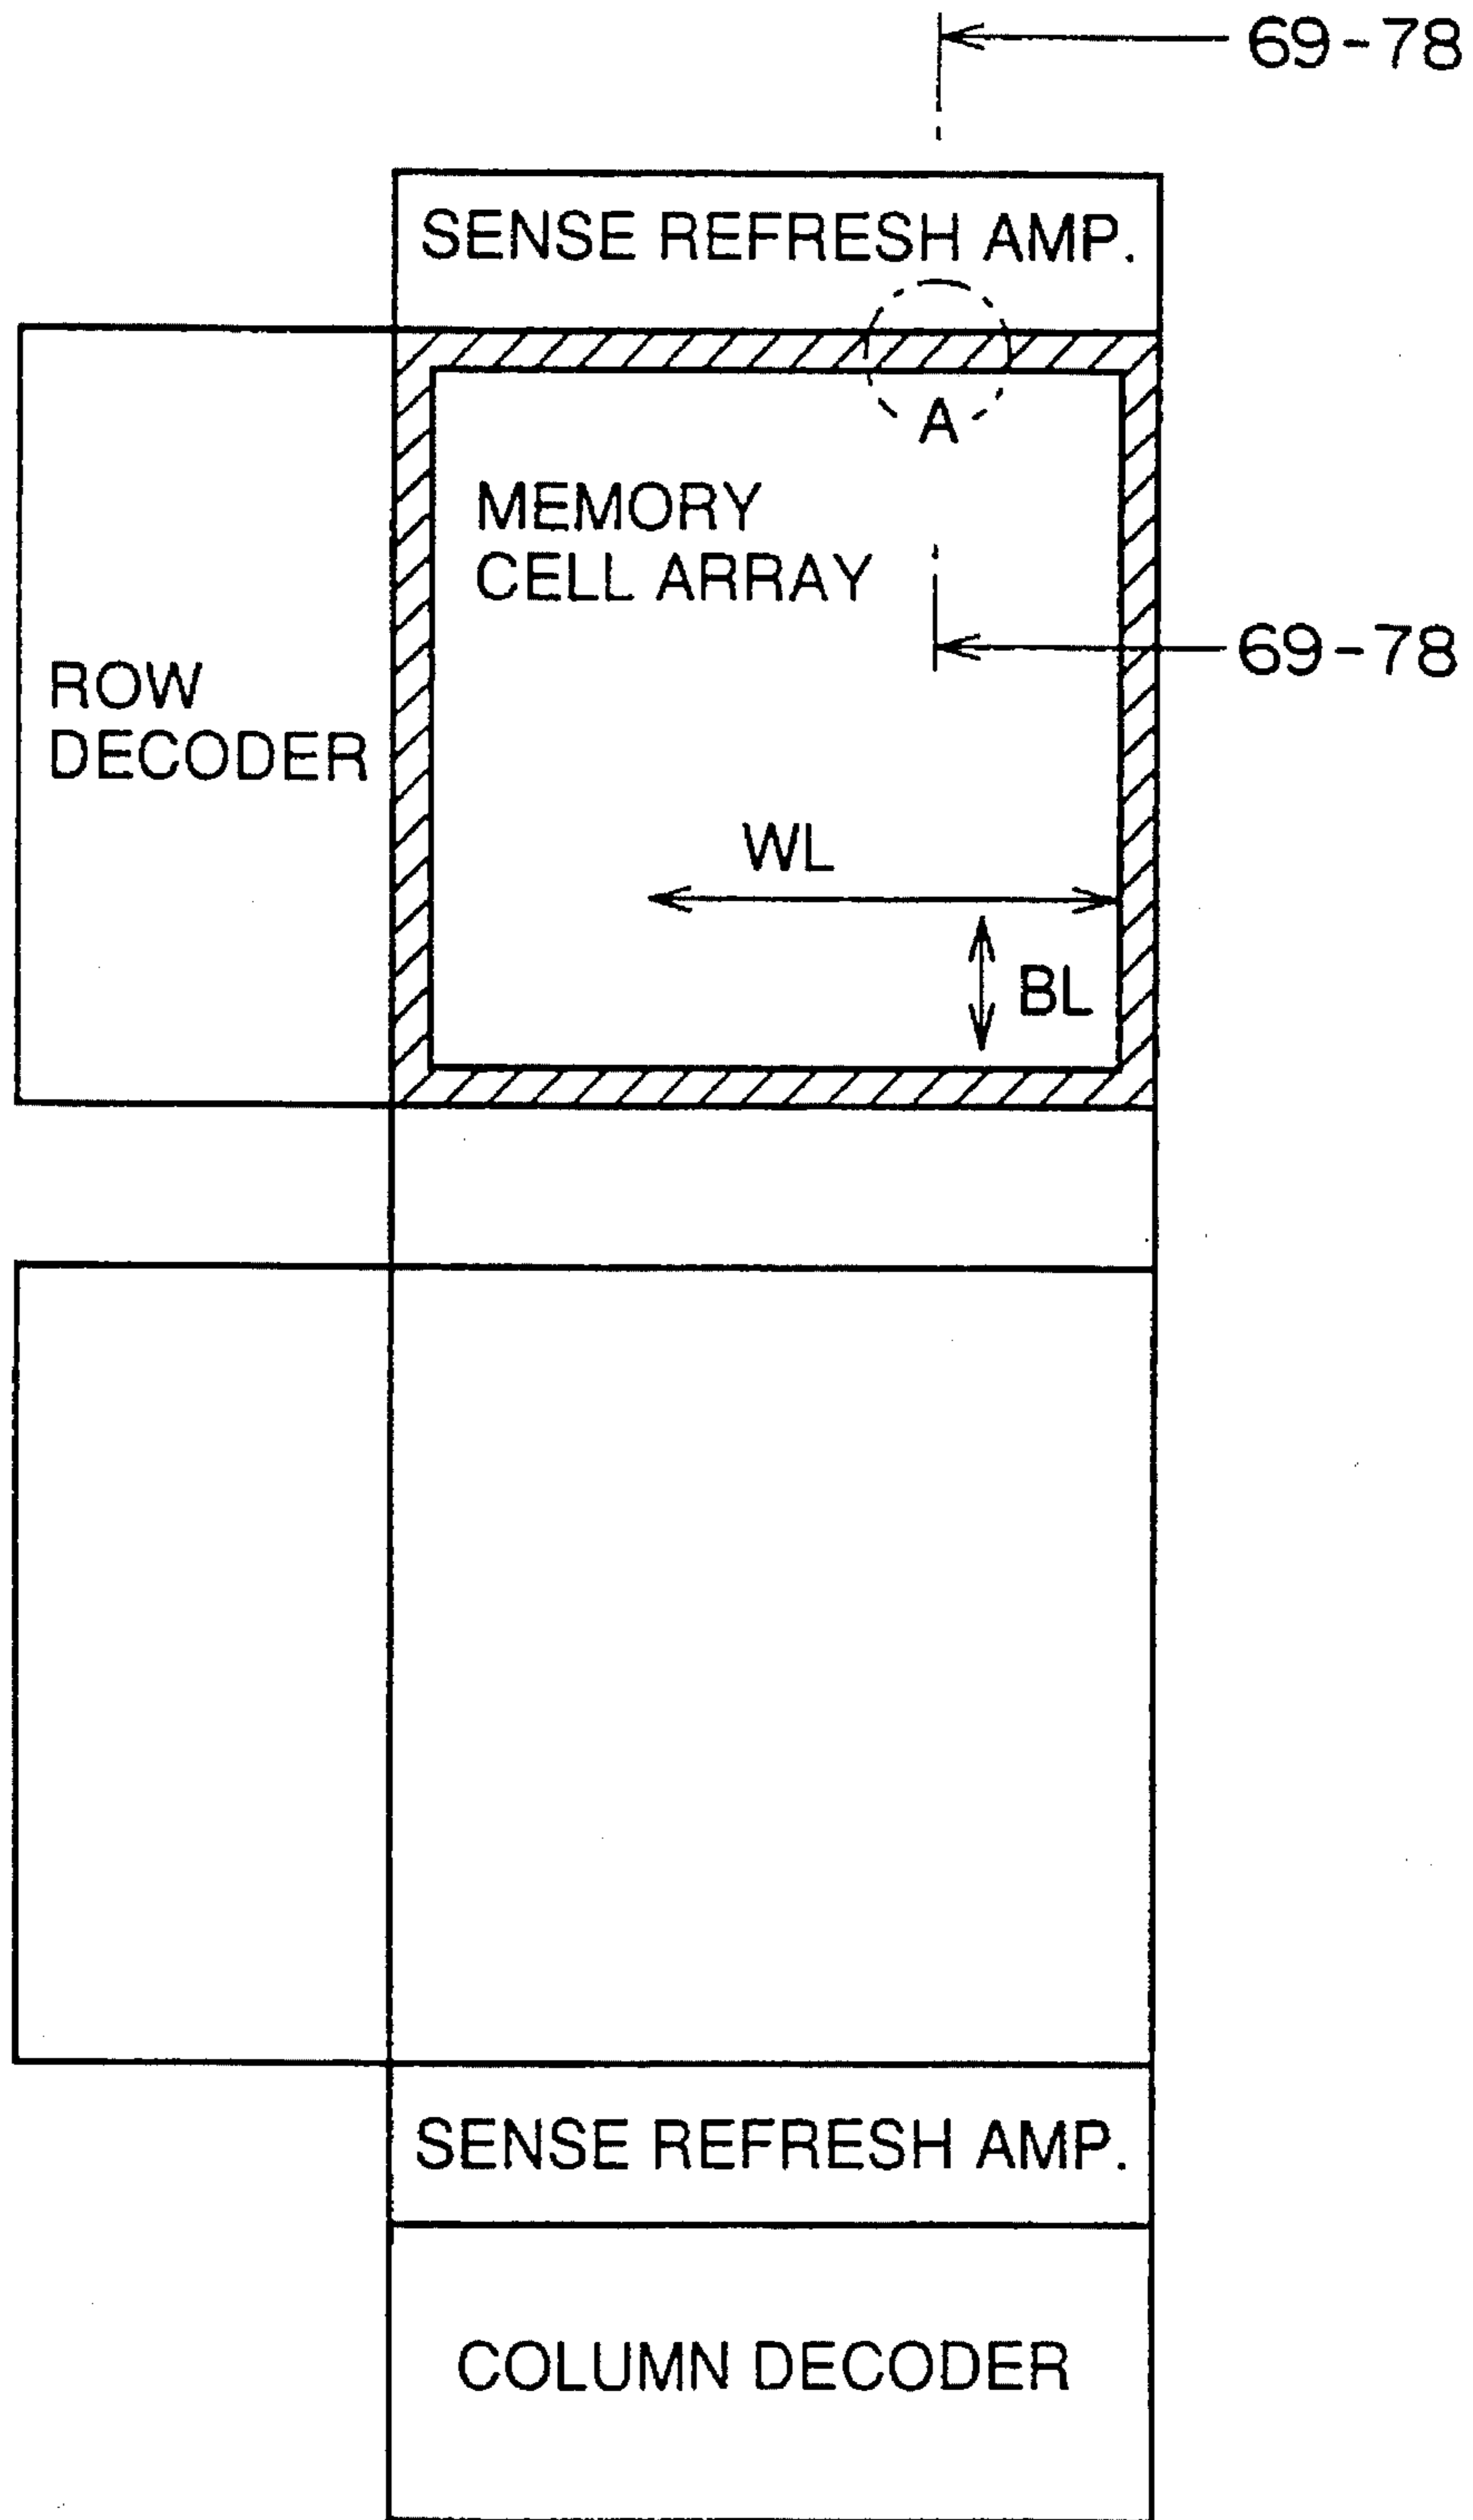 69-78
SENSE REFRESH AMP.
A
MEMORY
CELL ARRAY
69-78
ROW
DECODER
WL
BL
SENSE REFRESH AMP.
COLUMN DECODER